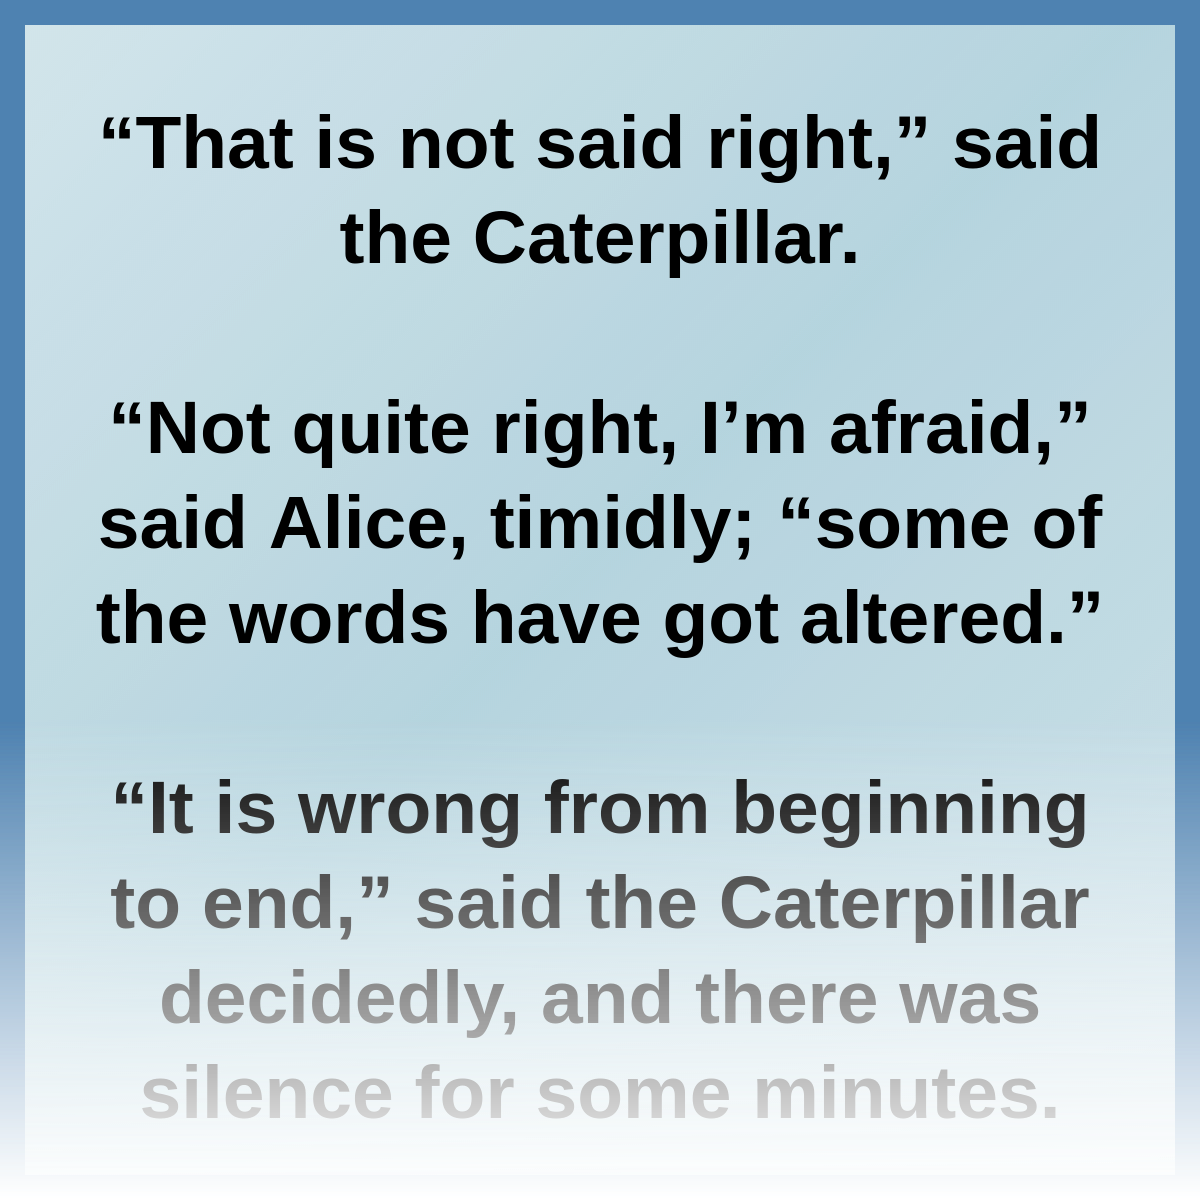 “That is not said right,” said
the Caterpillar.
“Not quite right, I’m afraid,”
said Alice, timidly; “some of
the words have got altered.”
“It is wrong from beginning
to end,” said the Caterpillar
decidedly, and there was
silence for some minutes.